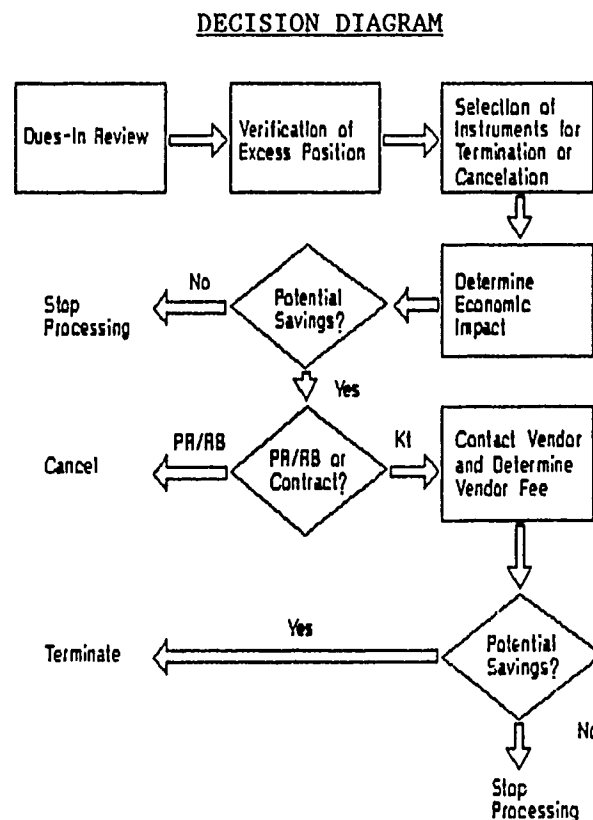 DECISION DIAGRAM
Dues-In Review
Verification of
Excess Position
Selection of
Instruments for
Termination or
Cancelation
Determine
Economic
Impact
Potential
Savings?
No
Stop
Processing
Yes
PR/RB or
Contract?
PR/RB
Cancel
Kt
Contact Vendor
and Determine
Vendor Fee
Potential
Savings?
Yes
Terminate
No
Stop
Processing